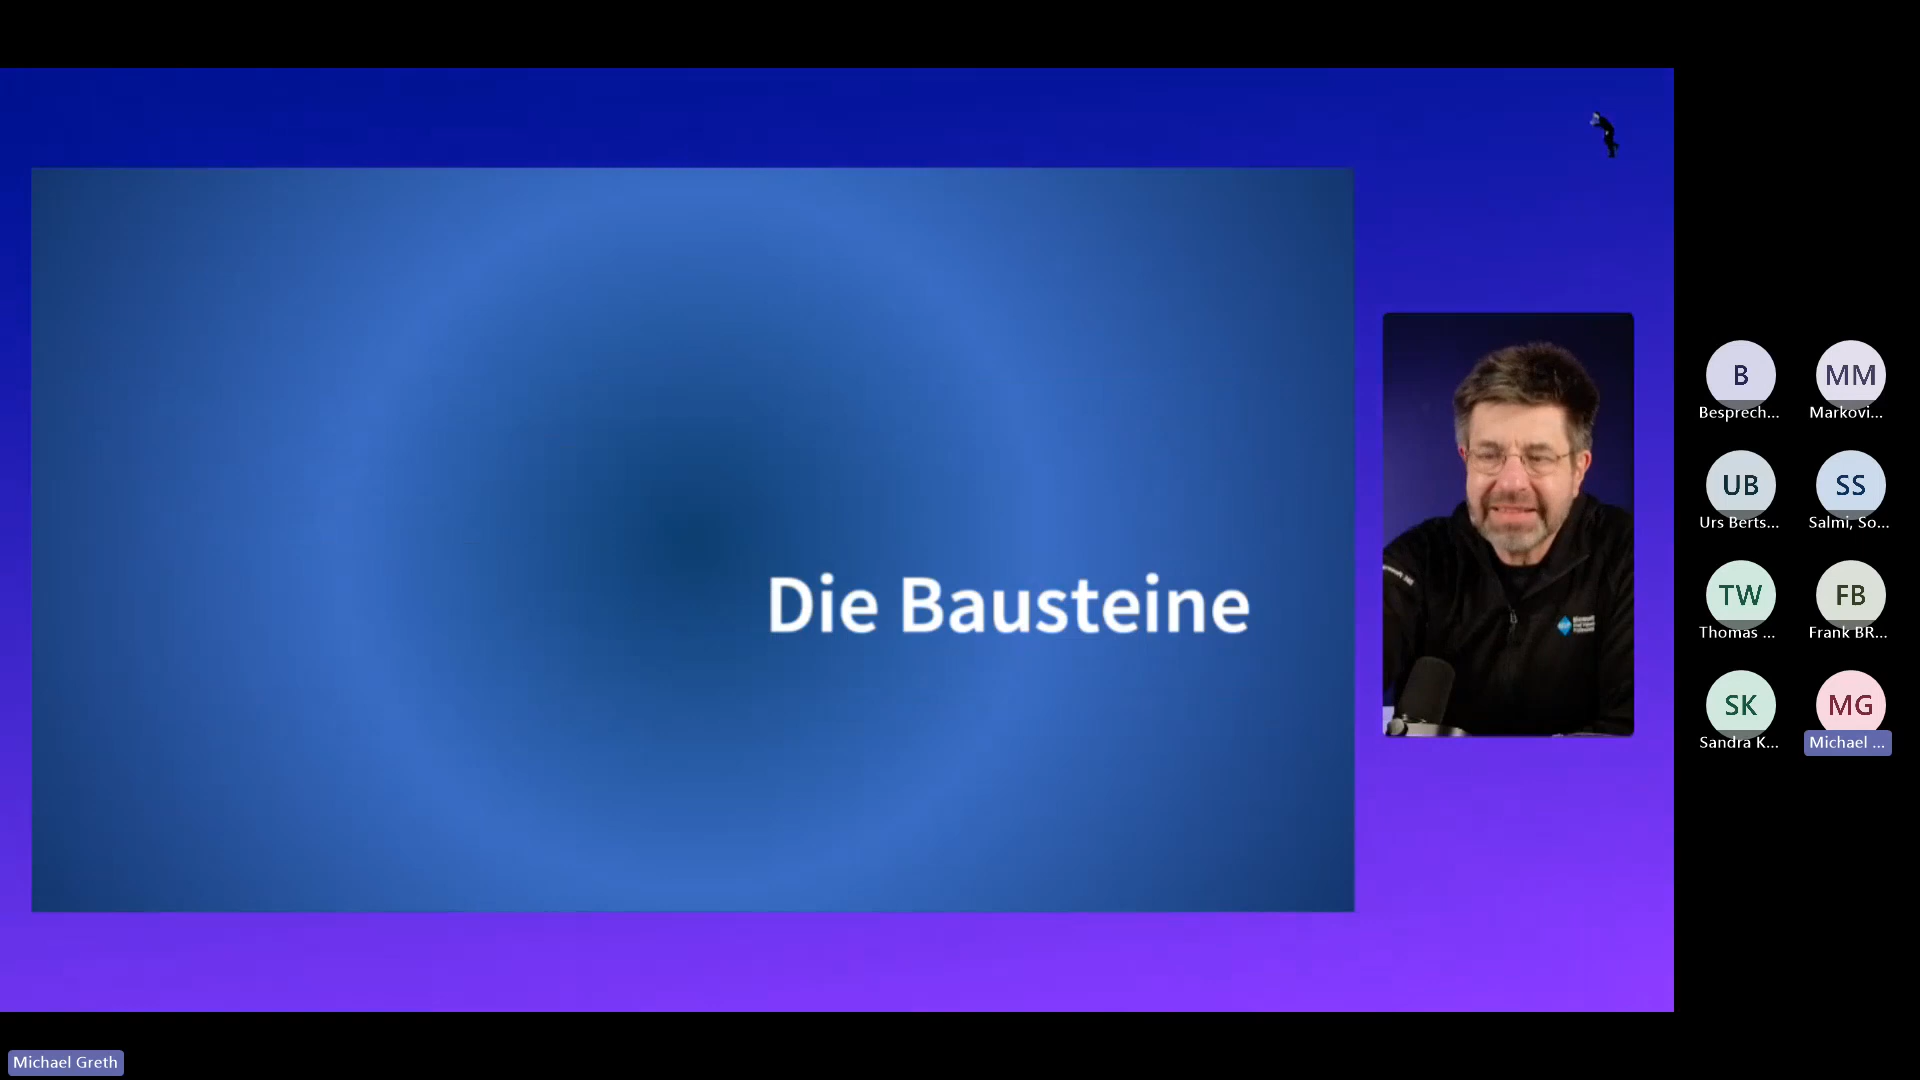 Die Bausteine
B
MM
Besprech...
Markovi...
UB
SS
Urs Berts...
Salmi, So...
TW
FB
Thomas ...
Frank BR...
SK
MG
Sandra K...
Michael ...
Michael Greth